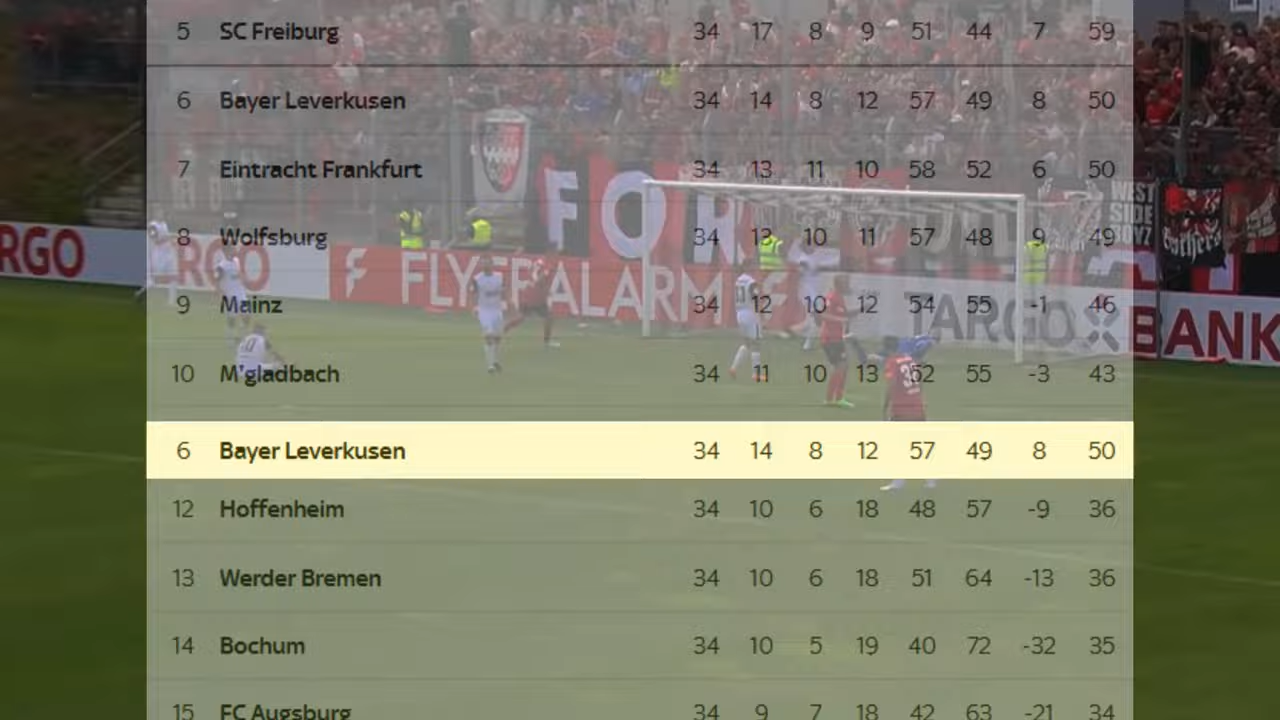 5 SC Freiburg 34 17 8 9 51 44 7 59
6 Bayer Leverkusen 34 14 8 12 57 49 8 50
7 Eintracht Frankfurt 34 13 11 10 58 52 6 50
8 Wolfsburg 34 13 10 11 57 48 9 49
9 Mainz 34 12 10 12 54 55 -1 46
10 M'gladbach 34 11 10 13 52 55 -3 43
6 Bayer Leverkusen 34 14 8 12 57 49 8 50
12 Hoffenheim 34 10 6 18 48 57 -9 36
13 Werder Bremen 34 10 6 18 51 64 -13 36
14 Bochum 34 10 5 19 40 72 -32 35
15 FC Augsburg 34 9 7 18 42 63 -21 34
WEST
SIDE
BOYZ
RGO
RGO
FLYERALARM
TARGO BANK